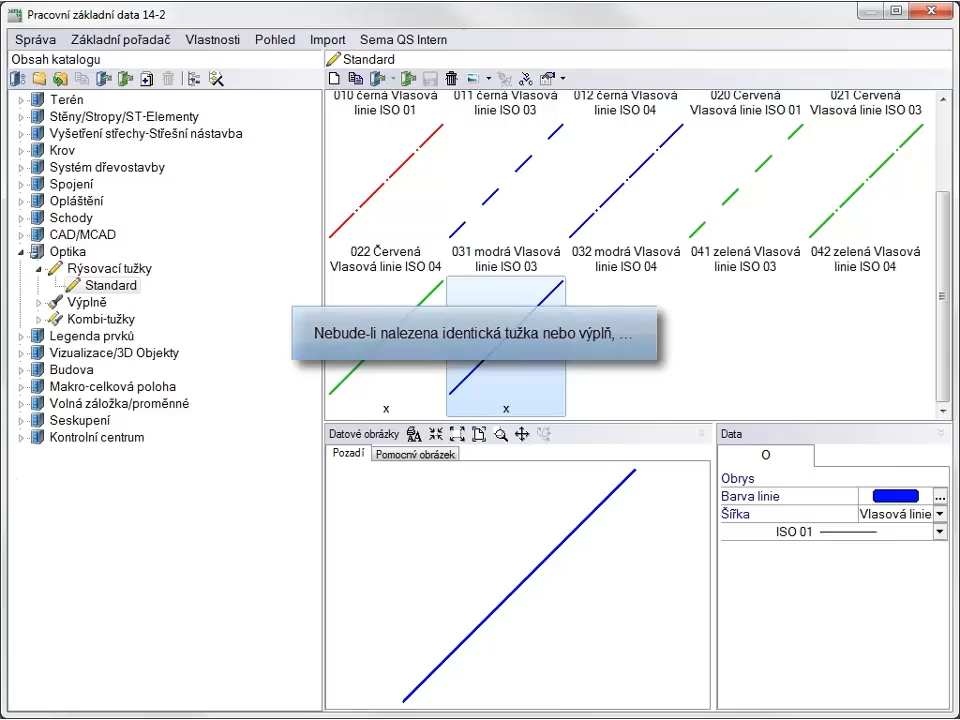 Pracovní základní data 14-2
Správa Základní pořadač Vlastnosti Pohled Import Sema QS Intern
Obsah katalogu
Standard
Terén
Stěny/Stropy/ST-Elementy
Vyšetření střechy-Střešní nástavba
Krov
Systém dřevostavby
Spojení
Opláštění
Schody
CAD/MCAD
Optika
Rýsovací tužky
Standard
Výplně
Kombi-tužky
Legenda prvků
Vizualizace/3D Objekty
Budova
Makro-celková poloha
Volná záložka/proměnné
Seskupení
Kontrolní centrum
010 černá Vlasová linie ISO 01
011 černá Vlasová linie ISO 03
012 černá Vlasová linie ISO 04
020 Červená Vlasová linie ISO 01
021 Červená Vlasová linie ISO 03
022 Červená Vlasová linie ISO 04
031 modrá Vlasová linie ISO 03
032 modrá Vlasová linie ISO 04
041 zelená Vlasová linie ISO 03
042 zelená Vlasová linie ISO 04
Nebude-li nalezena identická tužka nebo výplň, ...
x x
Datové obrázky
Pozadí Pomocný obrázek
Data
O
Obrys
Barva linie ...
Šířka Vlasová linie
ISO 01